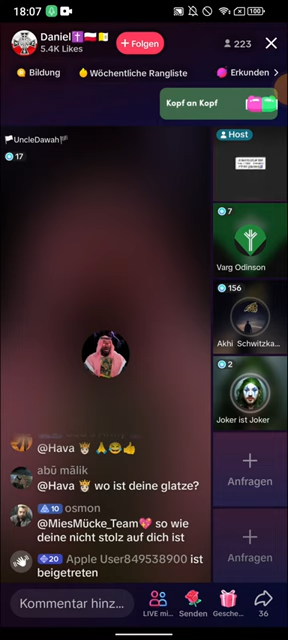 18:07
100
Daniel✝️🇵🇱🇻🇦
5.4K Likes
+ Folgen
223
Bildung
Wöchentliche Rangliste
Erkunden
Kopf an Kopf
🏳UncleDawah🏴
17
Host
7
Varg Odinson
156
Akhi Schwitzka...
2
Joker ist Joker
+
Anfragen
+
Anfragen
@Hava 🤴🙏😂👍
abū mālik
@Hava 🤴 wo ist deine glatze?
10 osmon
@MiesMücke_Team💖 so wie
deine nicht stolz auf dich ist
20 Apple User849538900 ist
beigetreten
Kommentar hinz...
LIVE mi...
Senden
Gesche...
36